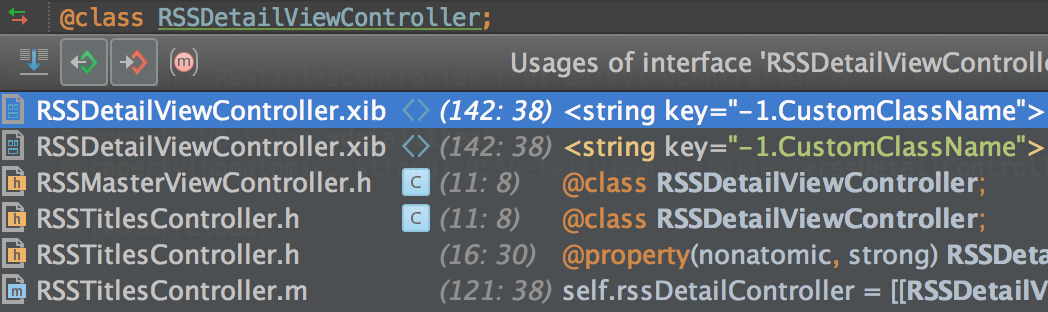 @class RSSDetailViewController;
m Usages of interface 'RSSDetailViewControlle
RSSDetailViewController.xib <> (142: 38) <string key="-1.CustomClassName">
RSSDetailViewController.xib <> (142: 38) <string key="-1.CustomClassName">
h RSSMasterViewController.h C (11: 8) @class RSSDetailViewController;
h RSSTitlesController.h C (11: 8) @class RSSDetailViewController;
h RSSTitlesController.h (16: 30) @property(nonatomic, strong) RSSDeta
m RSSTitlesController.m (121: 38) self.rssDetailController = [[RSSDetailV